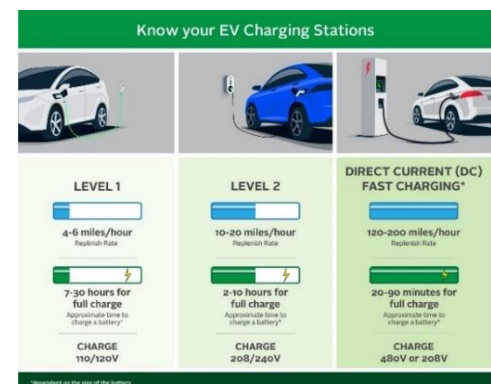 Know your EV Charging Stations
LEVEL 1
4-6 miles/hour
Replenish Rate
7-30 hours for
full charge
Approximate time to
charge a battery*
CHARGE
110/120V
LEVEL 2
10-20 miles/hour
Replenish Rate
2-10 hours for
full charge
Approximate time to
charge a battery*
CHARGE
208/240V
DIRECT CURRENT (DC)
FAST CHARGING*
120-200 miles/hour
Replenish Rate
20-90 minutes for
full charge
Approximate time to
charge a battery*
CHARGE
480V or 208V
*dependent on the size of the battery